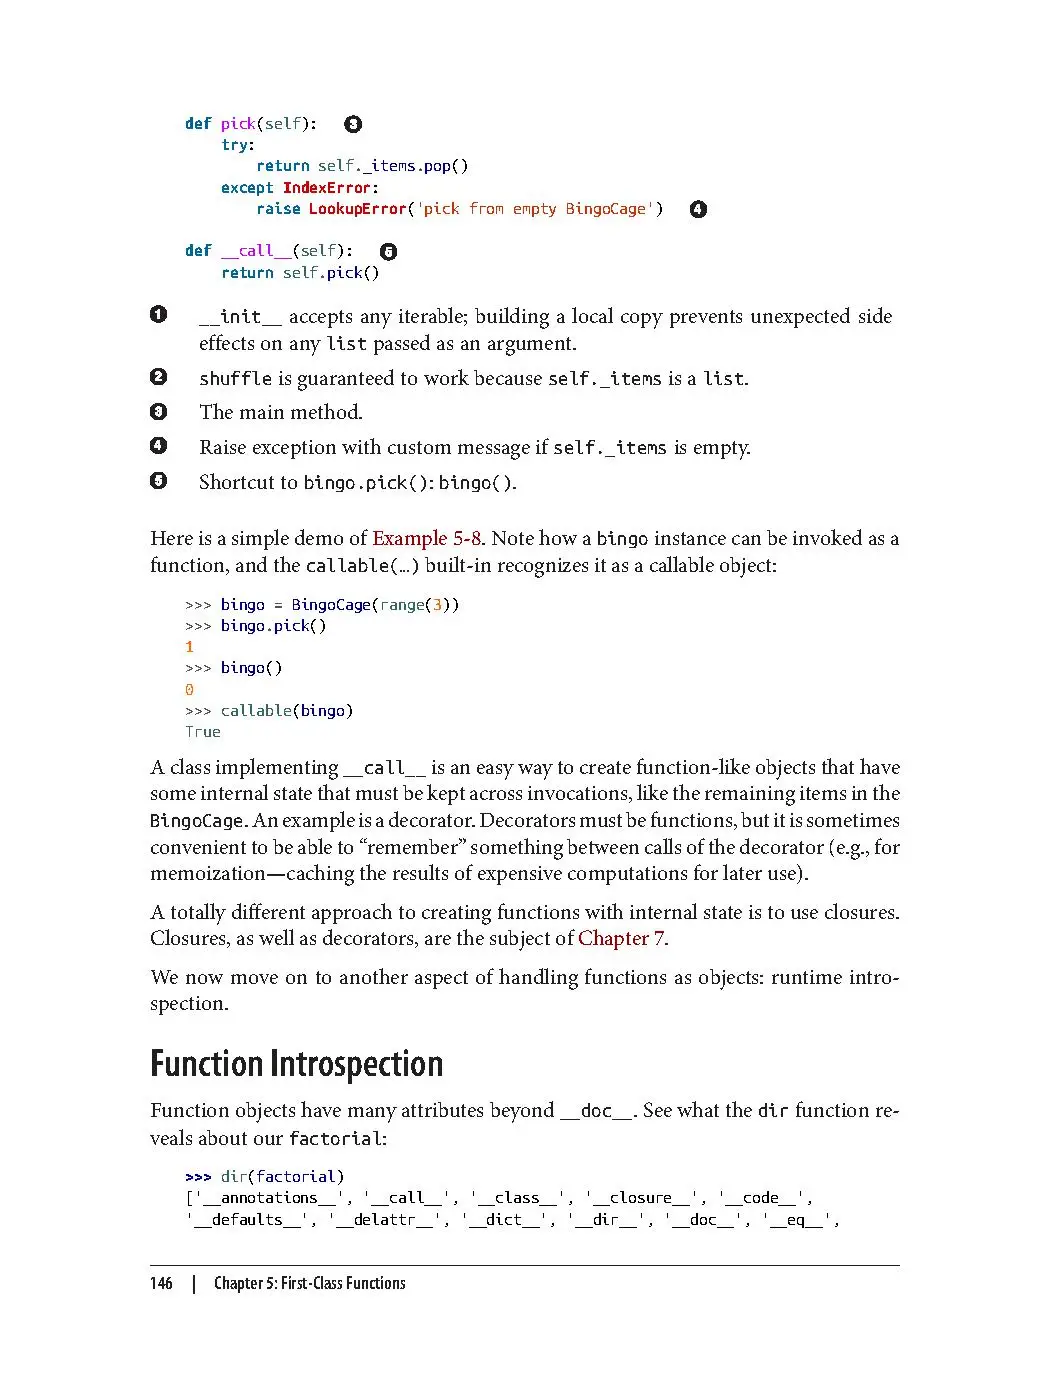 def pick(self): ❸
    try:
        return self._items.pop()
    except IndexError:
        raise LookupError('pick from empty BingoCage') ❹
def __call__(self): ❺
    return self.pick()
❶ __init__ accepts any iterable; building a local copy prevents unexpected side
effects on any list passed as an argument.
❷ shuffle is guaranteed to work because self._items is a list.
❸ The main method.
❹ Raise exception with custom message if self._items is empty.
❺ Shortcut to bingo.pick(): bingo().
Here is a simple demo of Example 5-8. Note how a bingo instance can be invoked as a
function, and the callable(…) built-in recognizes it as a callable object:
>>> bingo = BingoCage(range(3))
>>> bingo.pick()
1
>>> bingo()
0
>>> callable(bingo)
True
A class implementing __call__ is an easy way to create function-like objects that have
some internal state that must be kept across invocations, like the remaining items in the
BingoCage. An example is a decorator. Decorators must be functions, but it is sometimes
convenient to be able to “remember” something between calls of the decorator (e.g., for
memoization—caching the results of expensive computations for later use).
A totally different approach to creating functions with internal state is to use closures.
Closures, as well as decorators, are the subject of Chapter 7.
We now move on to another aspect of handling functions as objects: runtime intro-
spection.
Function Introspection
Function objects have many attributes beyond __doc__. See what the dir function re-
veals about our factorial:
>>> dir(factorial)
['__annotations__', '__call__', '__class__', '__closure__', '__code__',
'__defaults__', '__delattr__', '__dict__', '__dir__', '__doc__', '__eq__',
146 | Chapter 5: First-Class Functions